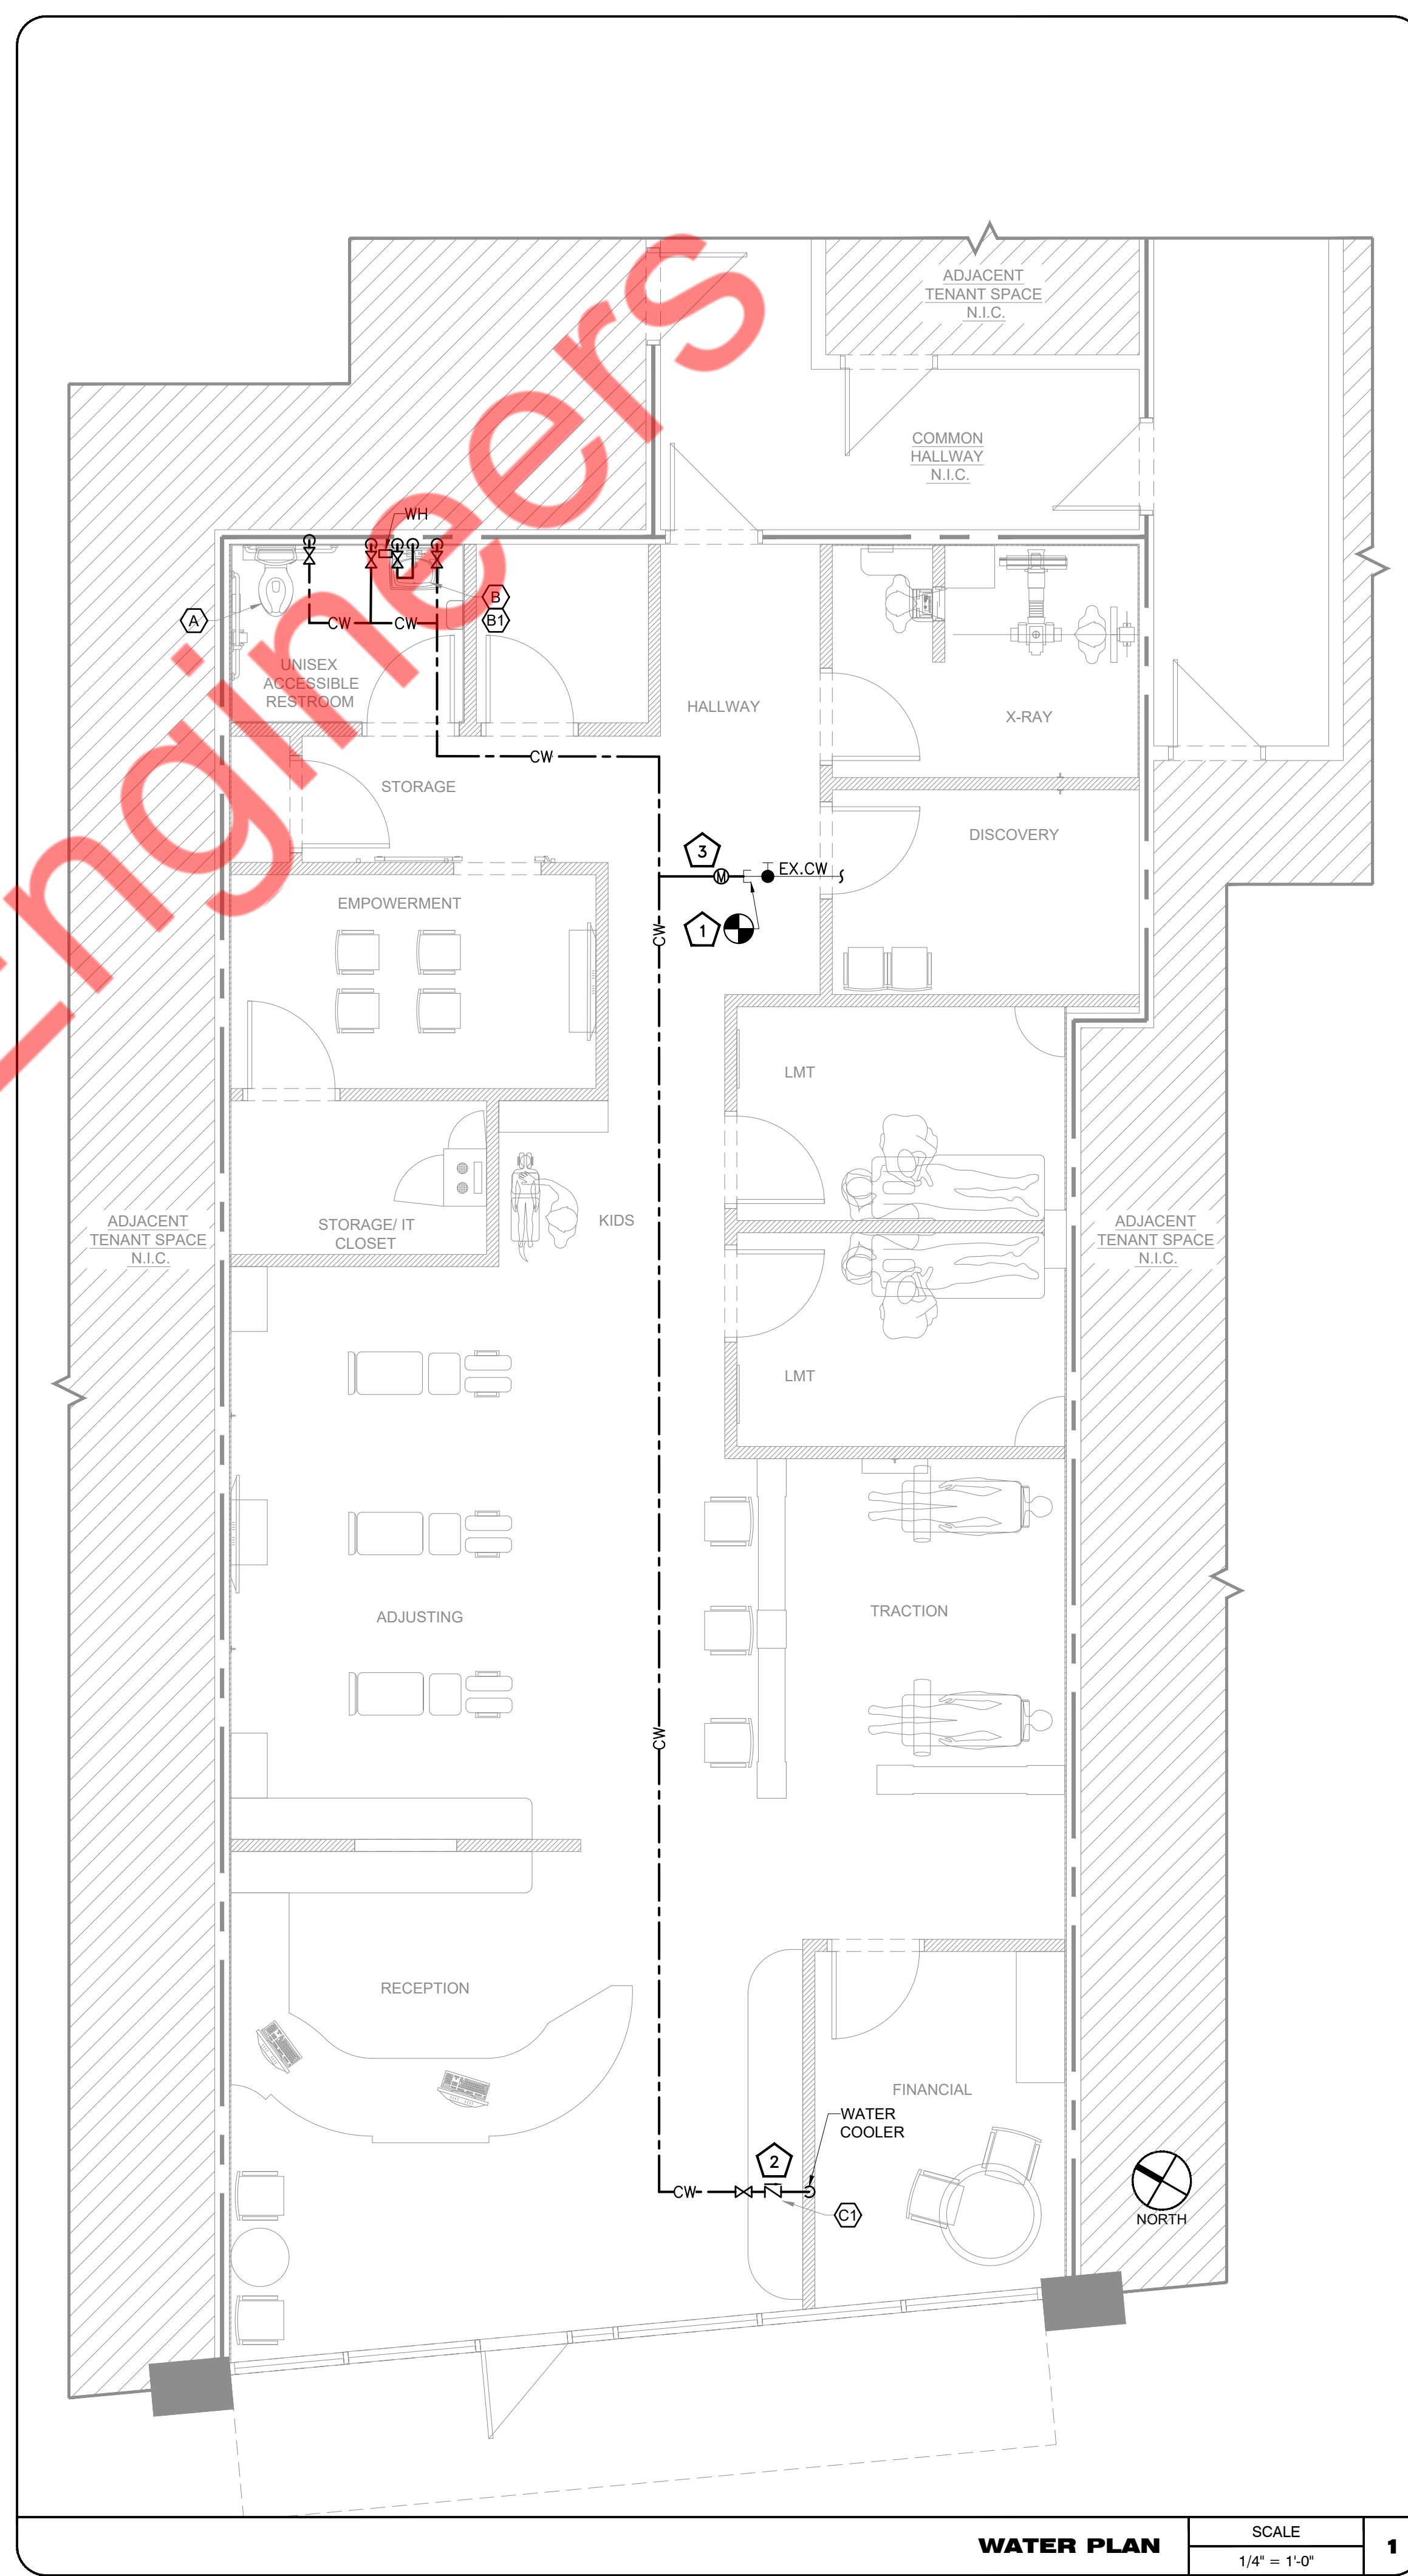 Engineers
ADJACENT
TENANT SPACE
N.I.C.
COMMON
HALLWAY
N.I.C.
WH
A
B
B1
CW
CW
UNISEX
ACCESSIBLE
RESTROOM
HALLWAY
X-RAY
CW
STORAGE
DISCOVERY
3
M
EX.CW
1
EMPOWERMENT
CW
LMT
ADJACENT
TENANT SPACE
N.I.C.
STORAGE/ IT
CLOSET
KIDS
ADJACENT
TENANT SPACE
N.I.C.
LMT
ADJUSTING
TRACTION
CW
RECEPTION
FINANCIAL
WATER
COOLER
2
CW
C1
NORTH
WATER PLAN
SCALE
1/4" = 1'-0"
1